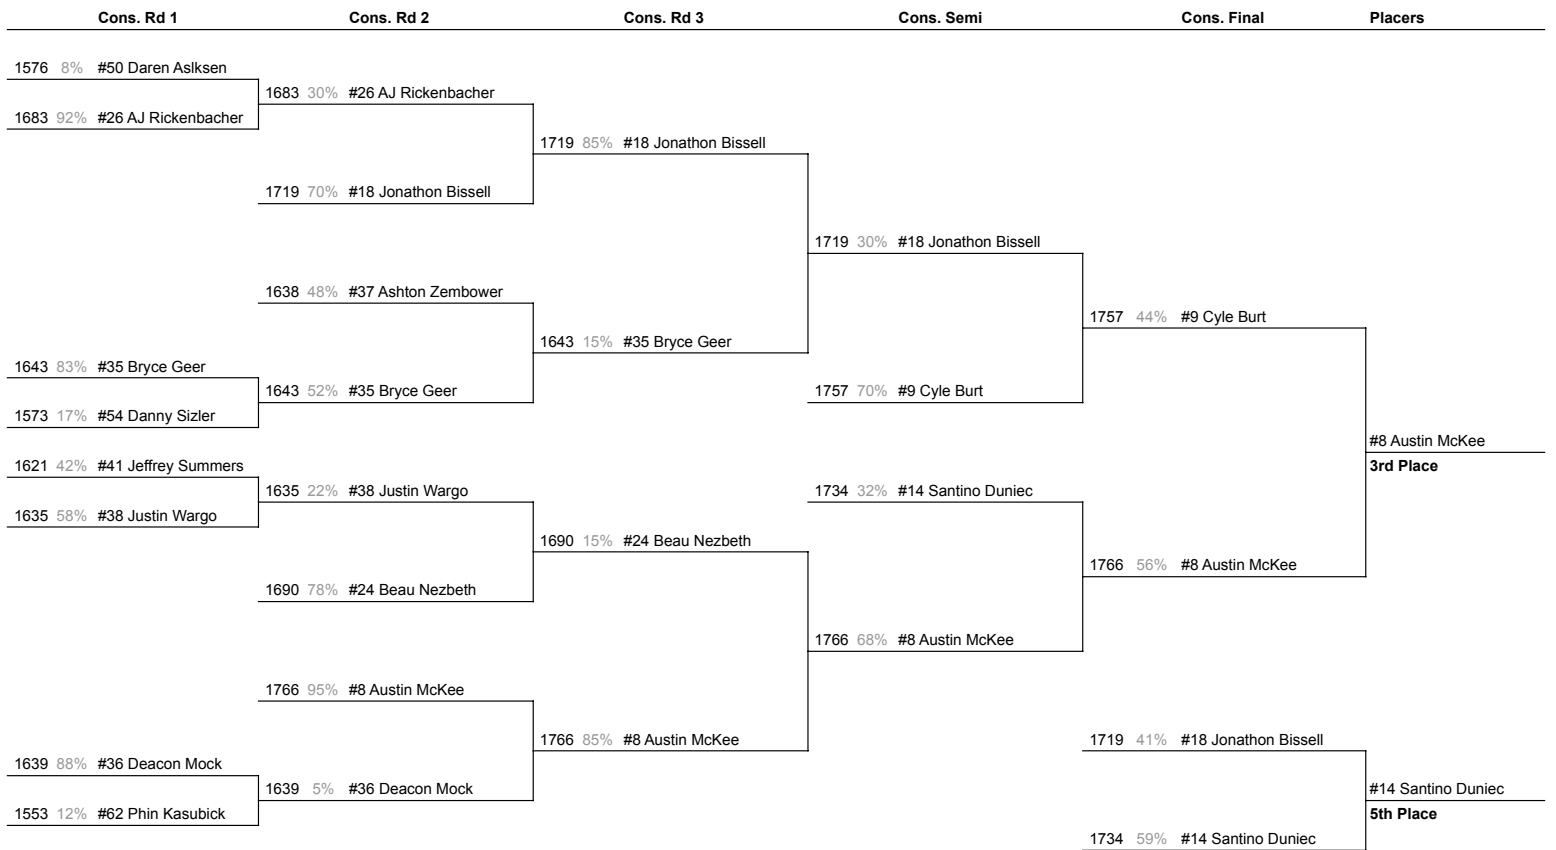 Cons. Rd 1 Cons. Rd 2 Cons. Rd 3 Cons. Semi Cons. Final Placers
1576 8% #50 Daren Aslksen
1683 30% #26 AJ Rickenbacher
1683 92% #26 AJ Rickenbacher
1719 85% #18 Jonathon Bissell
1719 70% #18 Jonathon Bissell
1719 30% #18 Jonathon Bissell
1638 48% #37 Ashton Zembower
1757 44% #9 Cyle Burt
1643 15% #35 Bryce Geer
1643 83% #35 Bryce Geer
1643 52% #35 Bryce Geer
1757 70% #9 Cyle Burt
1573 17% #54 Danny Sizler
#8 Austin McKee
1621 42% #41 Jeffrey Summers
3rd Place
1635 22% #38 Justin Wargo
1734 32% #14 Santino Duniec
1635 58% #38 Justin Wargo
1690 15% #24 Beau Nezbeth
1766 56% #8 Austin McKee
1690 78% #24 Beau Nezbeth
1766 68% #8 Austin McKee
1766 95% #8 Austin McKee
1766 85% #8 Austin McKee
1719 41% #18 Jonathon Bissell
1639 88% #36 Deacon Mock
1639 5% #36 Deacon Mock
#14 Santino Duniec
1553 12% #62 Phin Kasubick
5th Place
1734 59% #14 Santino Duniec